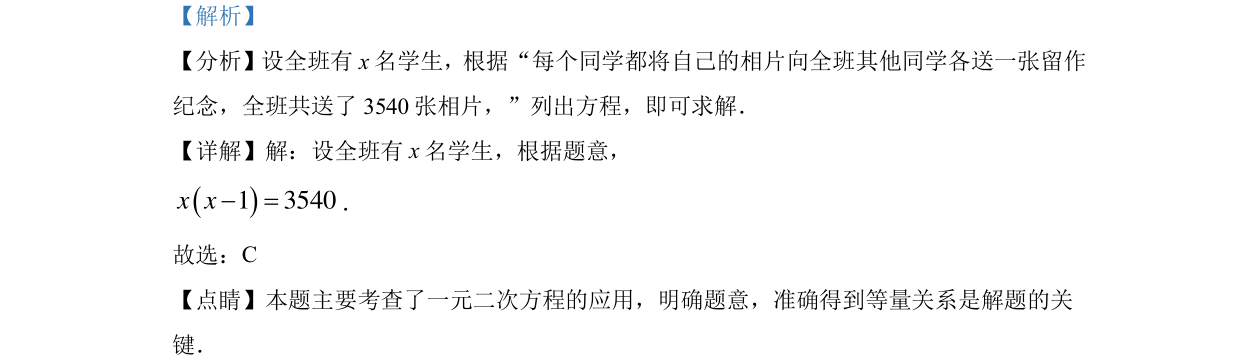 【解析】
【分析】设全班有 x 名学生，根据“每个同学都将自己的相片向全班其他同学各送一张留作
纪念，全班共送了 3540 张相片，”列出方程，即可求解．
【详解】解：设全班有 x 名学生，根据题意，
x(x−1)=3540．
故选：C
【点睛】本题主要考查了一元二次方程的应用，明确题意，准确得到等量关系是解题的关
键．